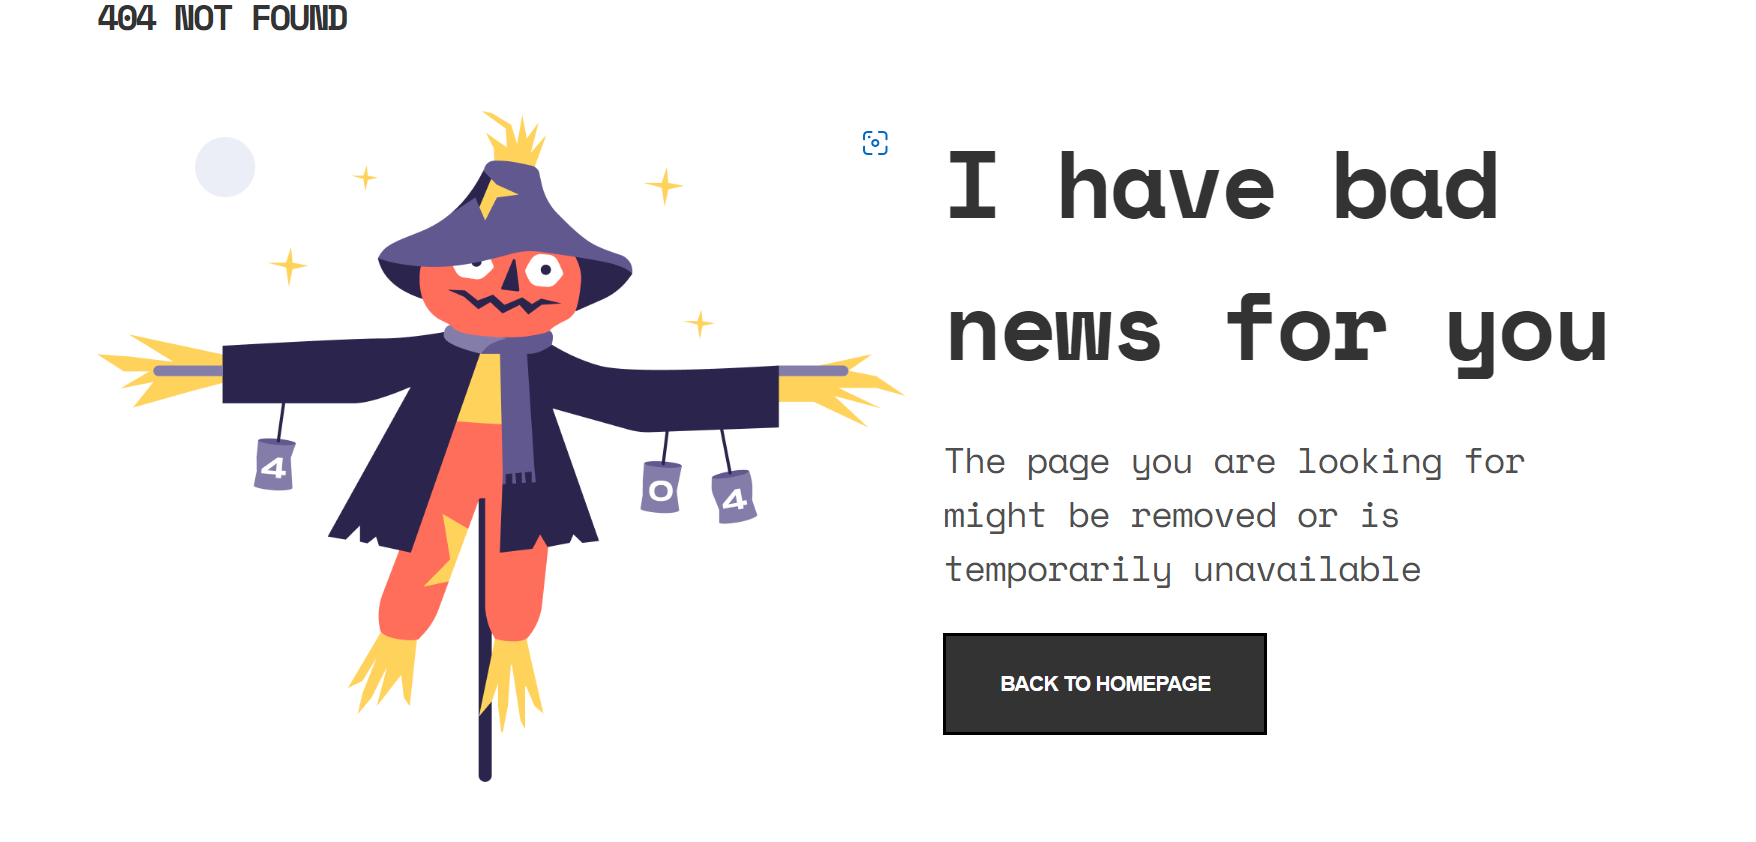 404 NOT FOUND
I have bad
news for you
4
0
4
The page you are looking for
might be removed or is
temporarily unavailable
BACK TO HOMEPAGE